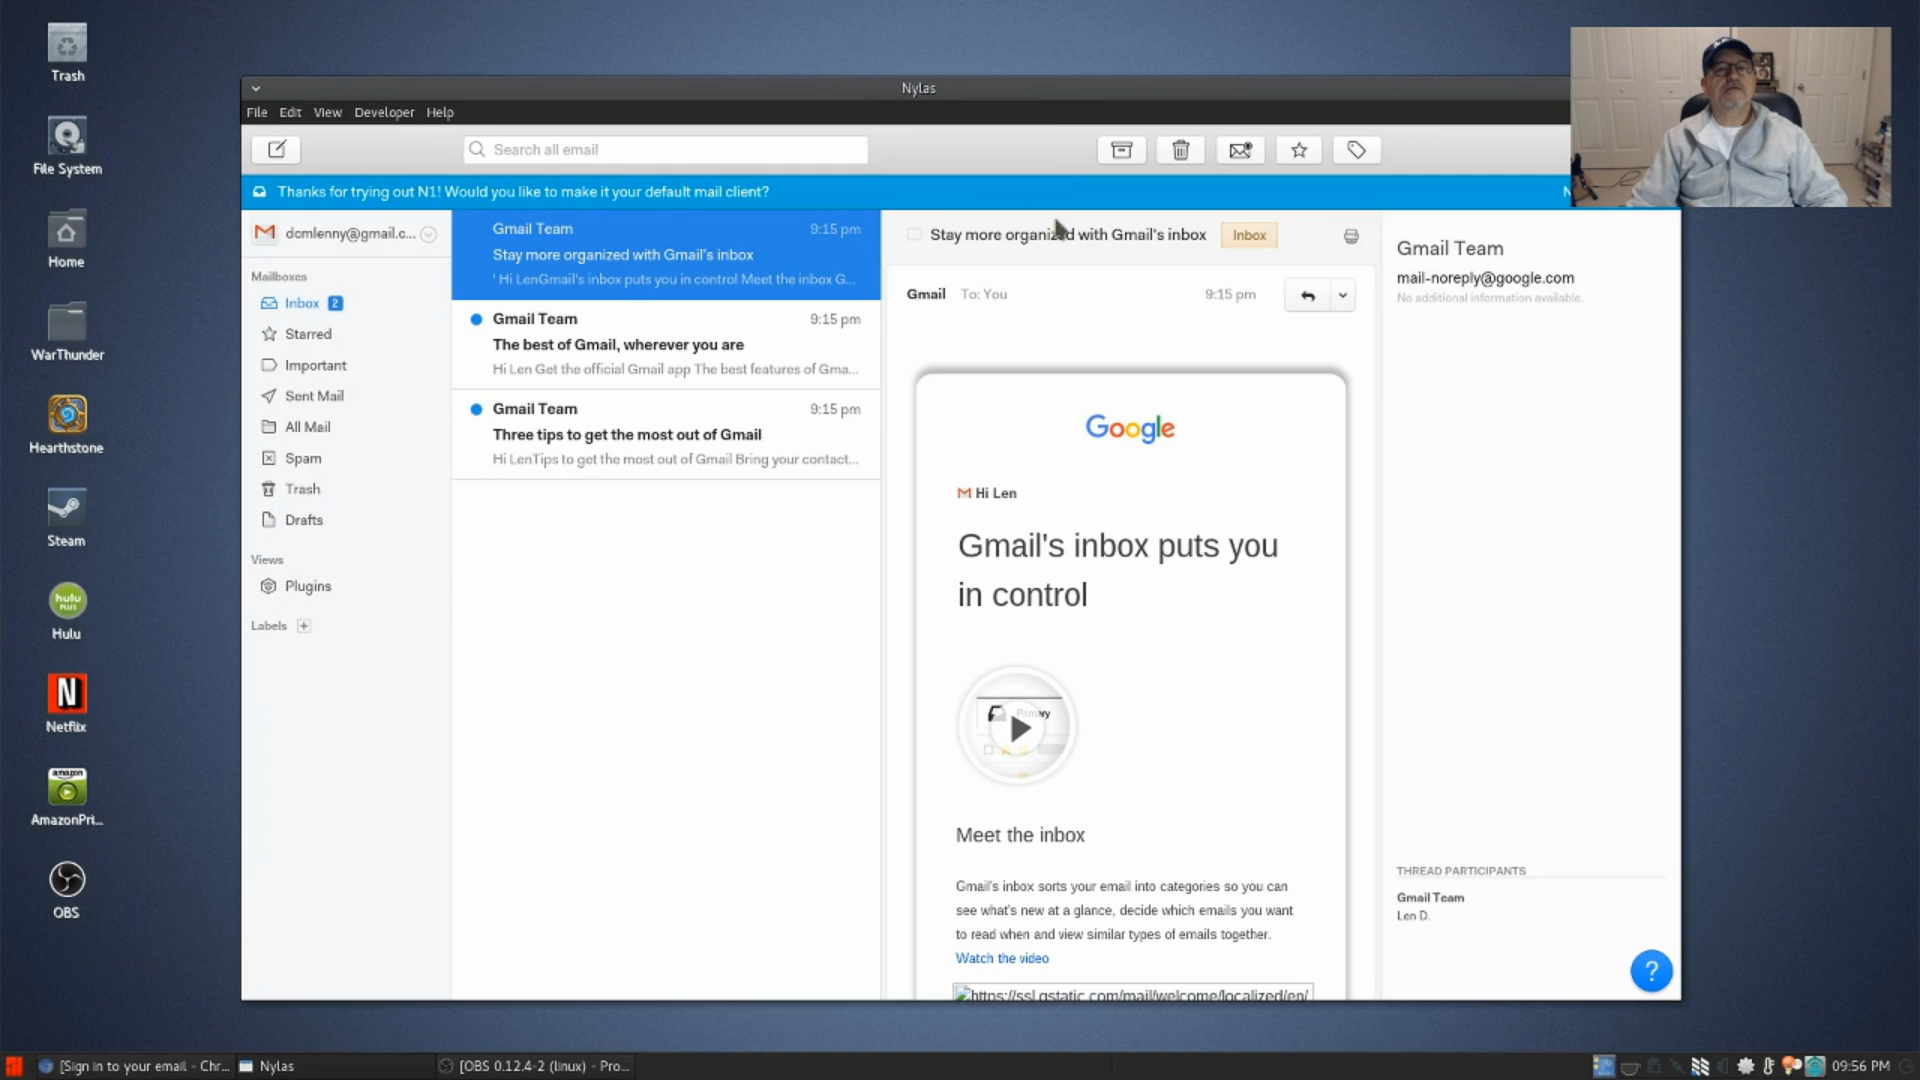 Trash
File System
Home
WarThunder
Hearthstone
Steam
hulu
PLUS
Hulu
N
Netflix
amazon
AmazonPri...
OBS
Nylas
File Edit View Developer Help
Search all email
Thanks for trying out N1! Would you like to make it your default mail client?
dcmlenny@gmail.c...
Mailboxes
Inbox 2
Starred
Important
Sent Mail
All Mail
Spam
Trash
Drafts
Views
Plugins
Labels +
Gmail Team 9:15 pm
Stay more organized with Gmail's inbox
' Hi LenGmail's inbox puts you in control Meet the inbox G...
Gmail Team 9:15 pm
The best of Gmail, wherever you are
Hi Len Get the official Gmail app The best features of Gma...
Gmail Team 9:15 pm
Three tips to get the most out of Gmail
Hi LenTips to get the most out of Gmail Bring your contact...
Stay more organized with Gmail's inbox Inbox
Gmail To: You 9:15 pm
Google
Hi Len
Gmail's inbox puts you
in control
Primary
Meet the inbox
Gmail's inbox sorts your email into categories so you can
see what's new at a glance, decide which emails you want
to read when and view similar types of emails together.
Watch the video
https://ssl.gstatic.com/mail/welcome/localized/en/
Gmail Team
mail-noreply@google.com
No additional information available.
THREAD PARTICIPANTS
Gmail Team
Len D.
?
[Sign in to your email - Chr... Nylas [OBS 0.12.4-2 (linux) - Pro... 09:56 PM